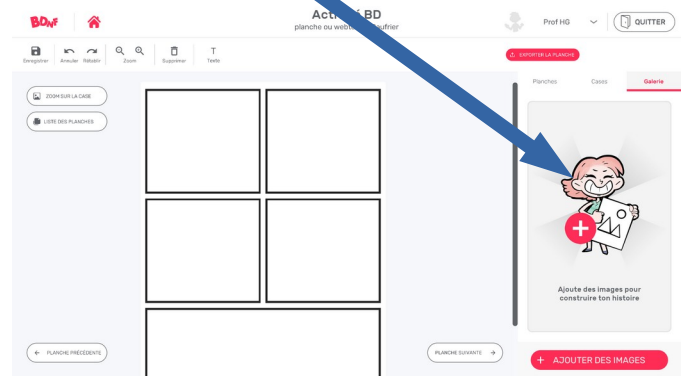 BDnF
Activité BD
planche ou webtoon gaufrier
Prof HG
QUITTER
Enregistrer
Annuler
Rétablir
Zoom
Supprimer
T
Texte
EXPORTER LA PLANCHE
Planches
Cases
Galerie
ZOOM SUR LA CASE
LISTE DES PLANCHES
Ajoute des images pour
construire ton histoire
PLANCHE PRÉCÉDENTE
PLANCHE SUIVANTE
+ AJOUTER DES IMAGES